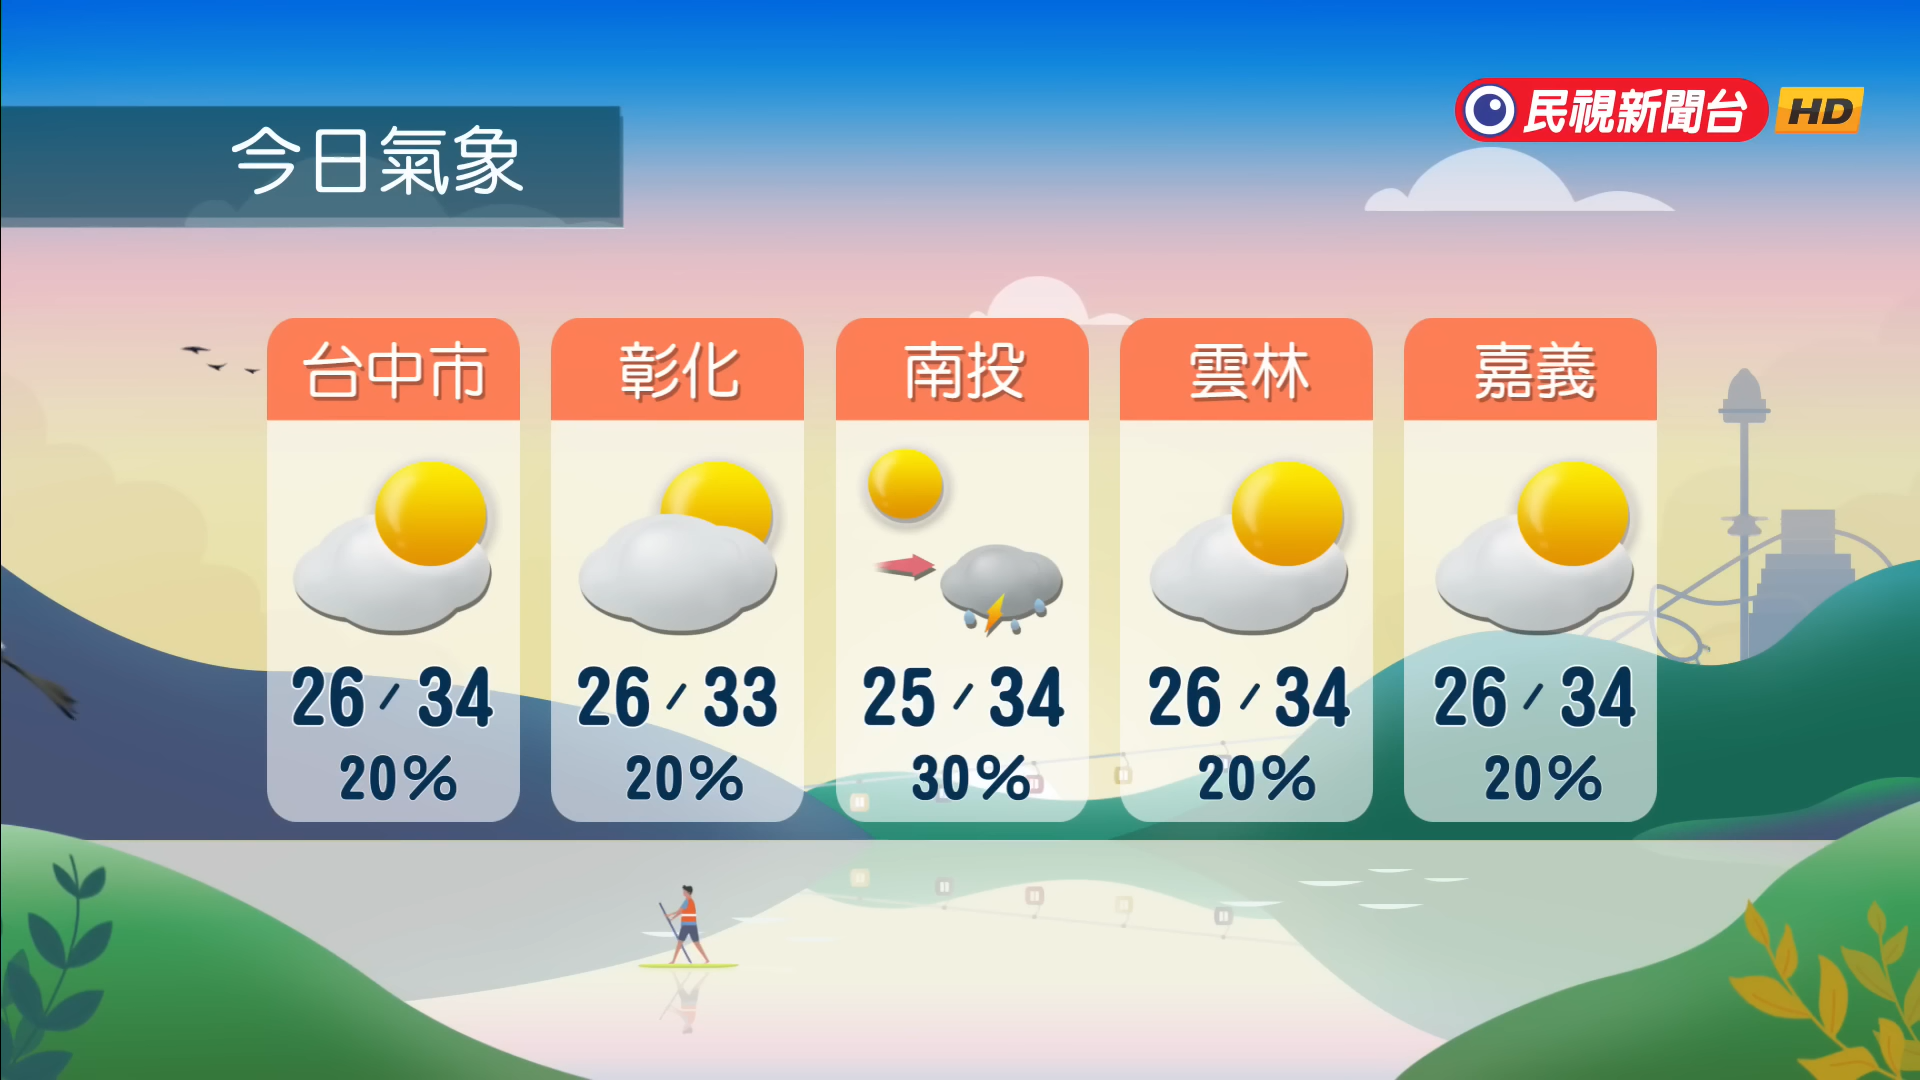 今日氣象
民視新聞台 HD
台中市 彰化 南投 雲林 嘉義
26/34 26/33 25/34 26/34 26/34
20% 20% 30% 20% 20%